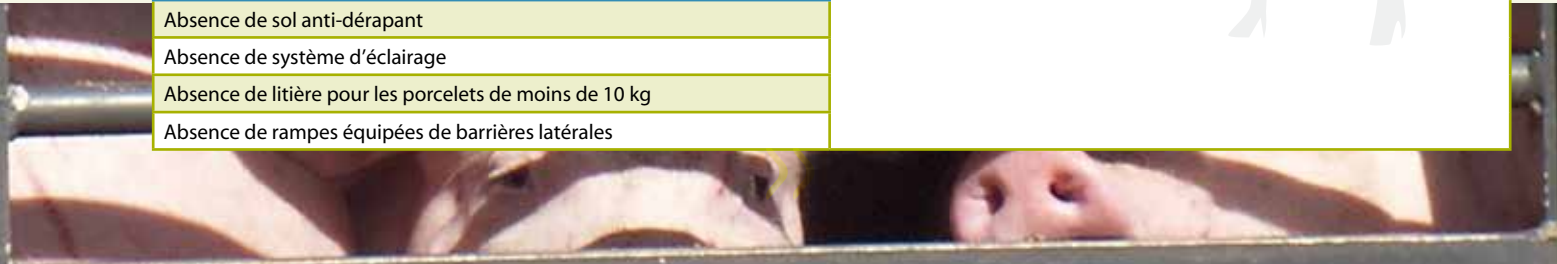 Absence de sol anti-dérapant
Absence de système d’éclairage
Absence de litière pour les porcelets de moins de 10 kg
Absence de rampes équipées de barrières latérales